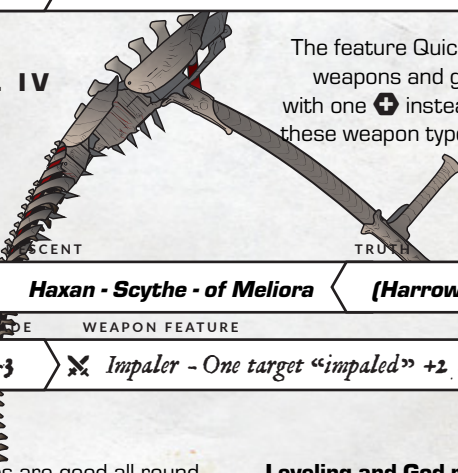 The feature Quic
IV
weapons and g
with one instea
these weapon type
SCENT
TRUTH
Haxan - Scythe - of Meliora
(Harrow
DE
WEAPON FEATURE
-3
Impaler - One target “impaled” +2
s are good all round
Leveling and God